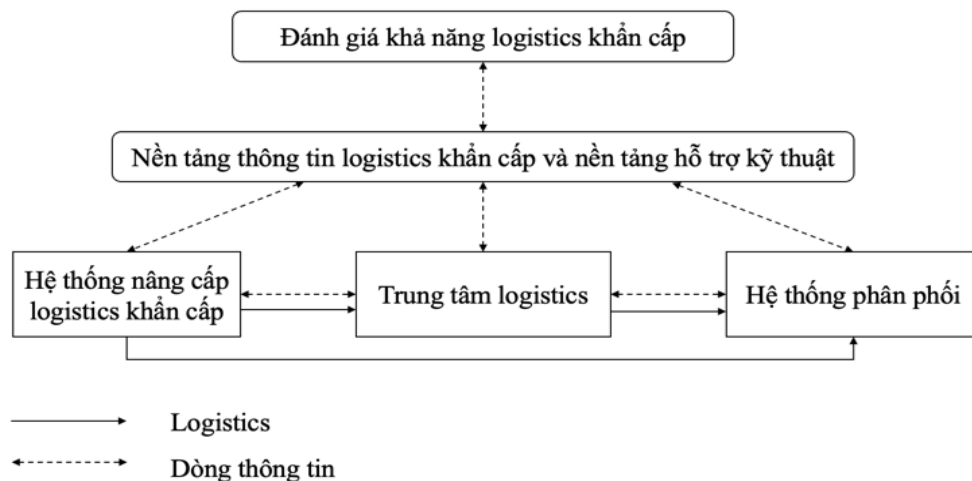 Đánh giá khả năng logistics khẩn cấp
Nền tảng thông tin logistics khẩn cấp và nền tảng hỗ trợ kỹ thuật
Hệ thống nâng cấp
logistics khẩn cấp
Trung tâm logistics
Hệ thống phân phối
Logistics
Dòng thông tin